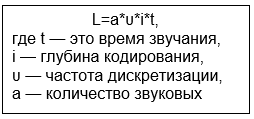 L=a*υ*i*t,
где t — это время звучания,
i — глубина кодирования,
υ — частота дискретизации,
a — количество звуковых